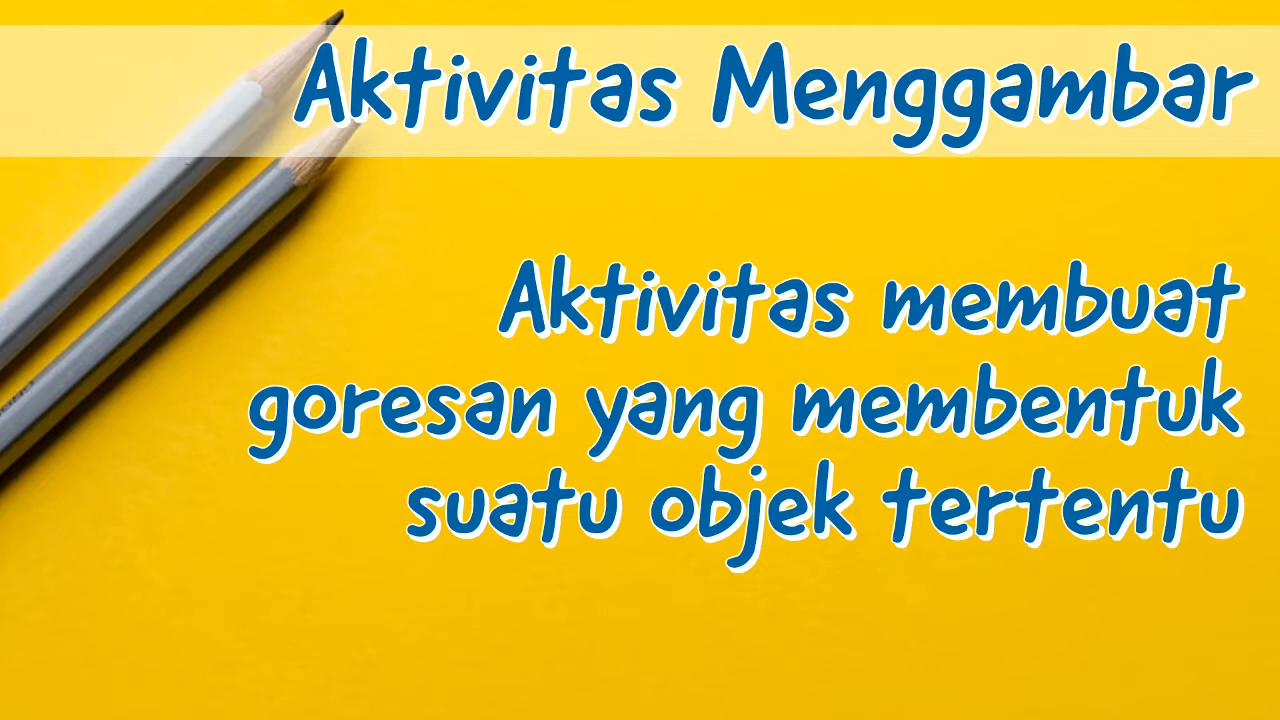 Aktivitas Menggambar
Aktivitas membuat
goresan yang membentuk
suatu objek tertentu